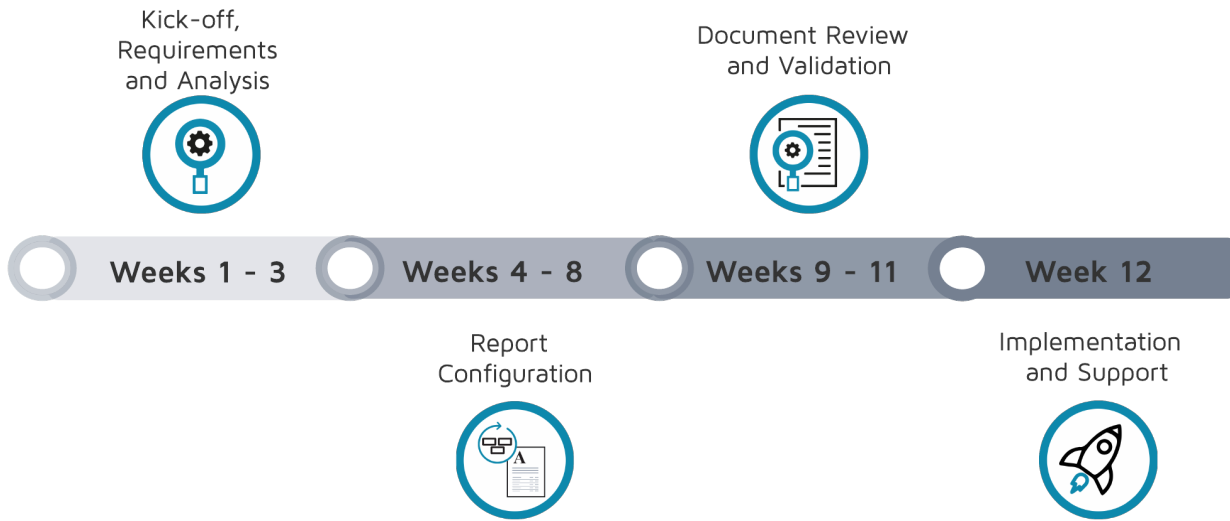 Kick-off,
Requirements
and Analysis
Document Review
and Validation
Weeks 1 - 3
Weeks 4 - 8
Weeks 9 - 11
Week 12
Report
Configuration
Implementation
and Support
A